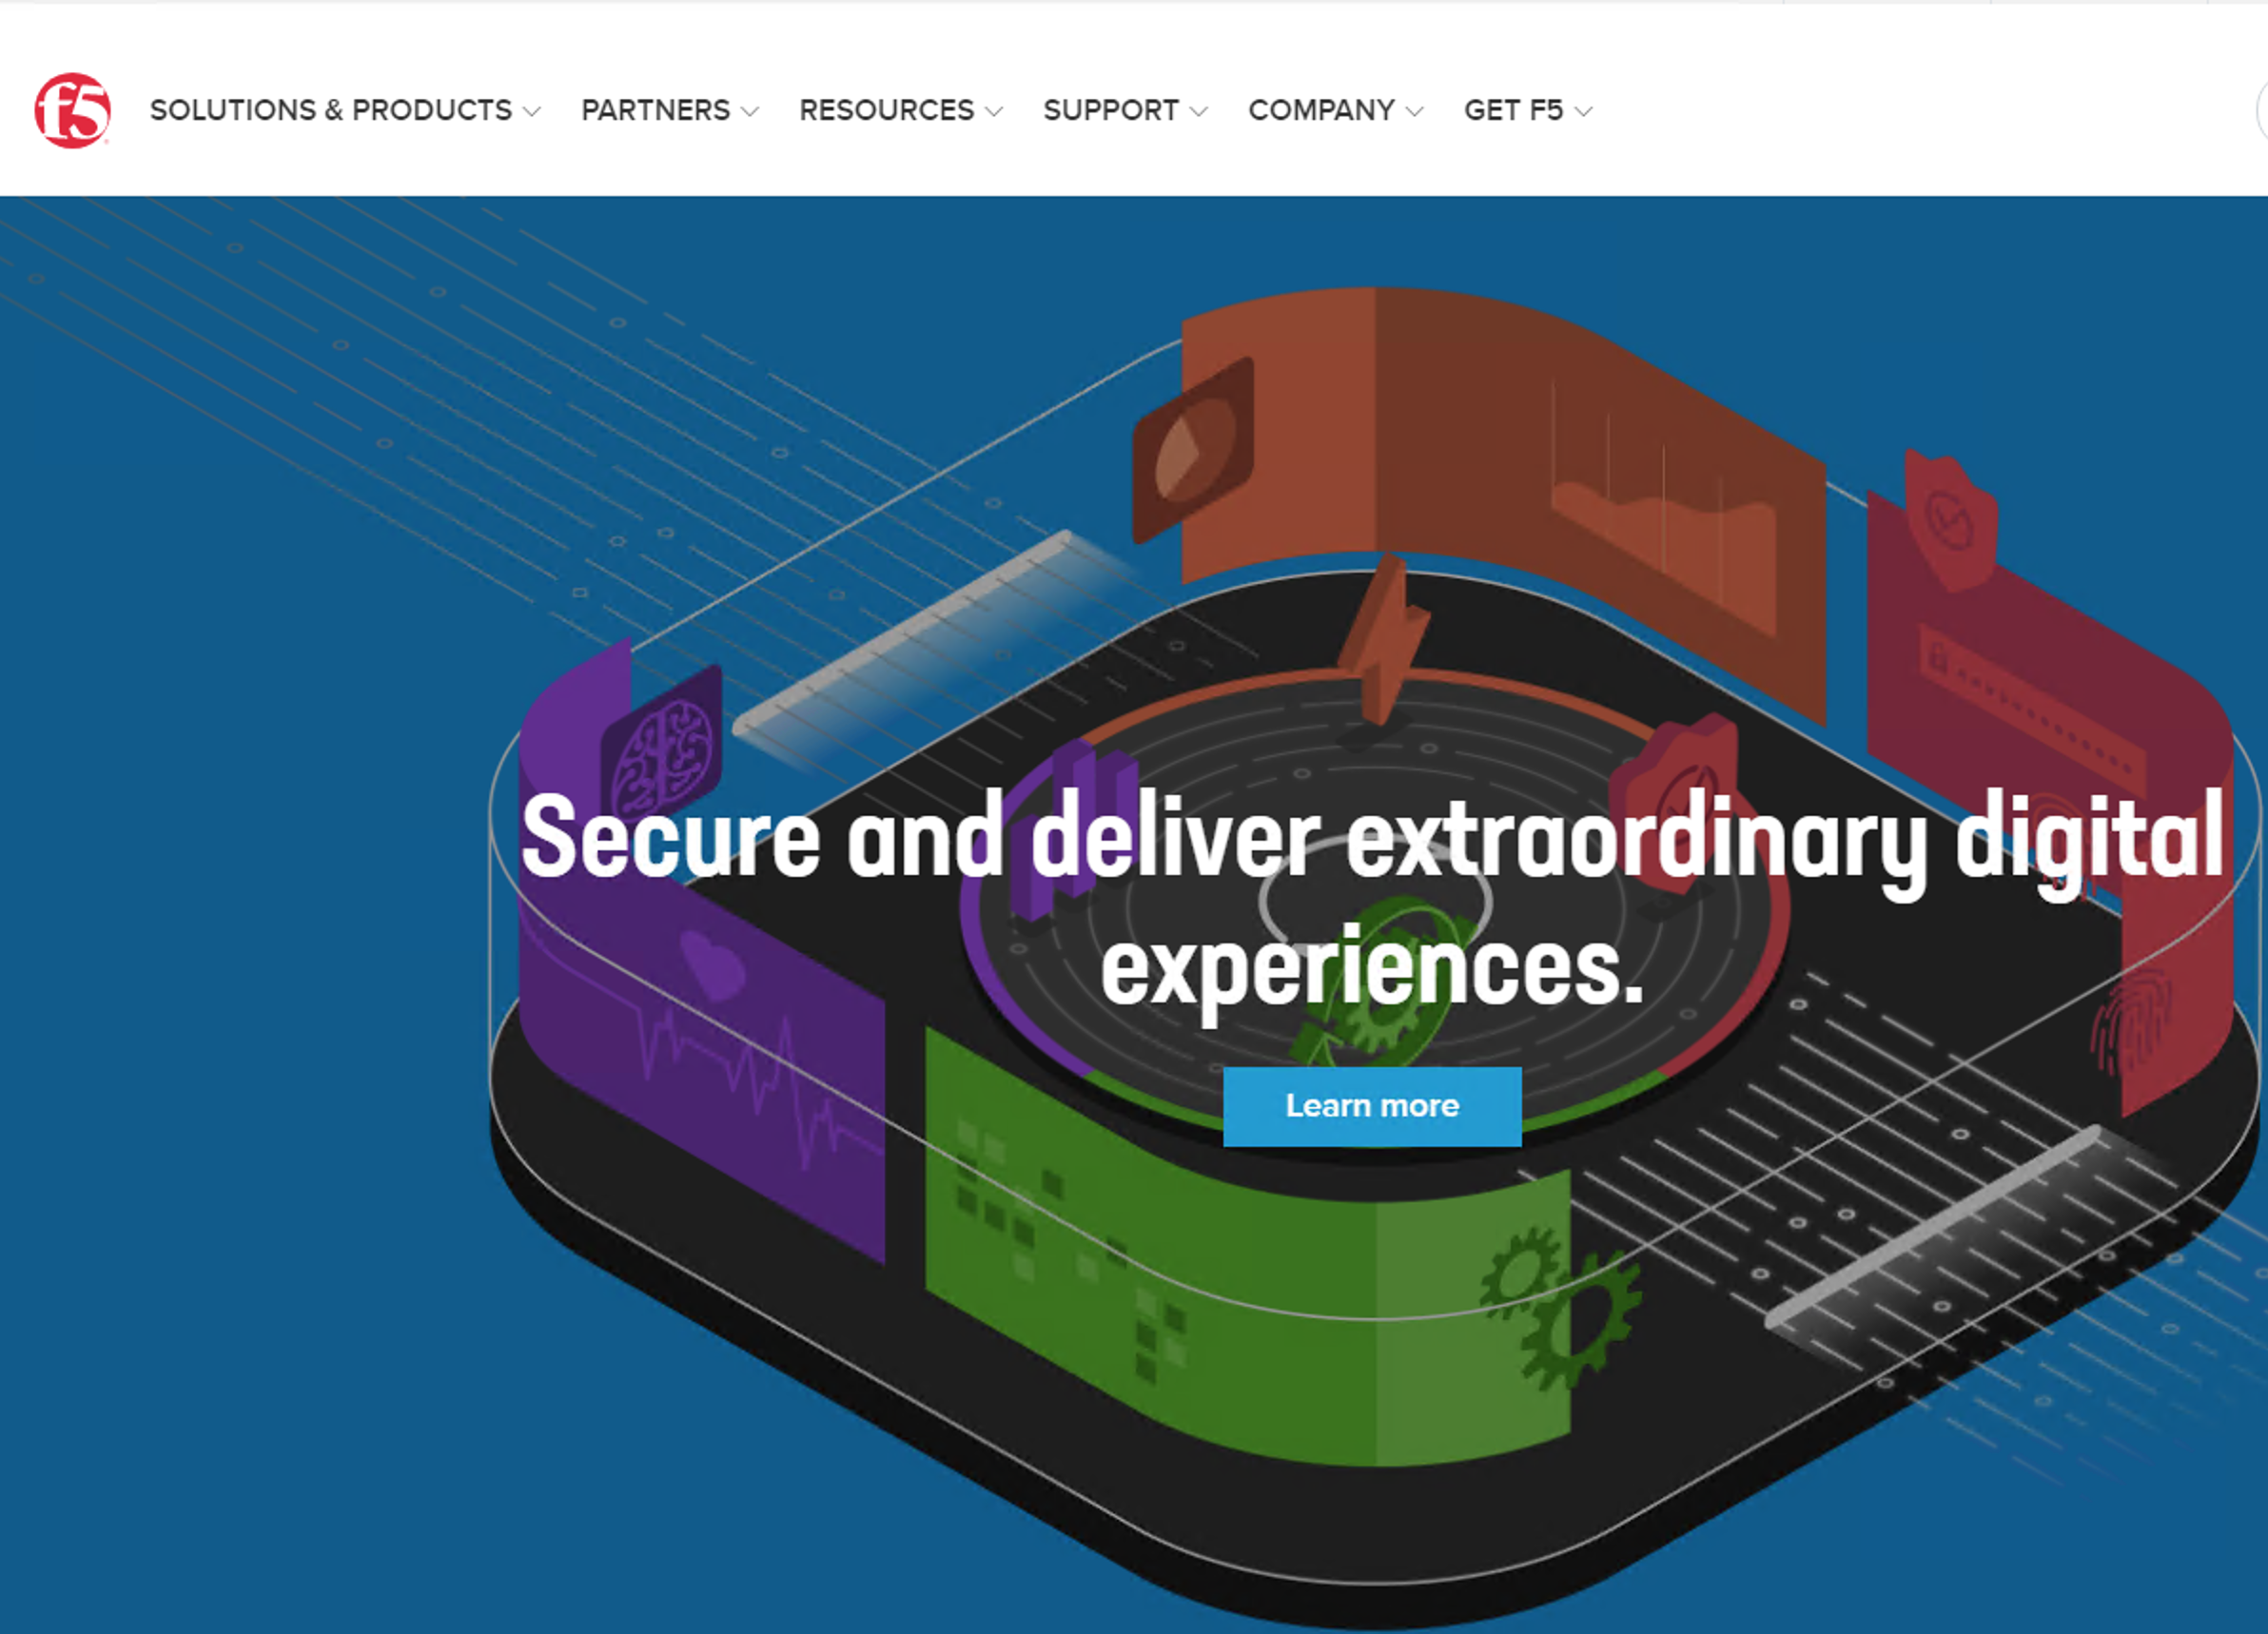 f5
SOLUTIONS & PRODUCTS PARTNERS RESOURCES SUPPORT COMPANY GET F5
Secure and deliver extraordinary digital
experiences.
Learn more